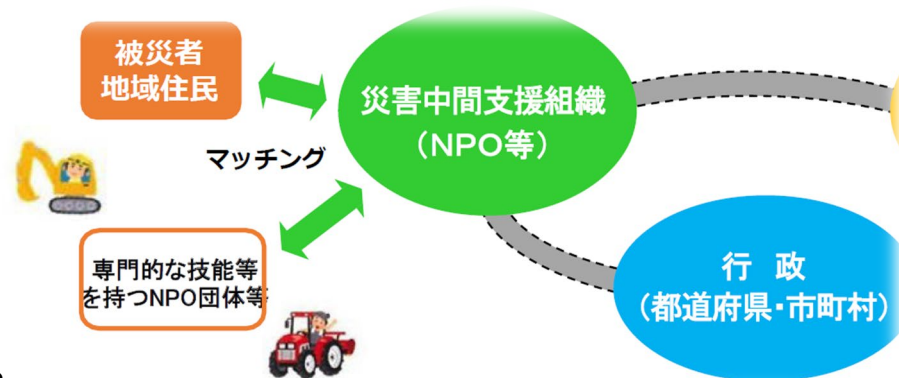 被災者
地域住民
災害中間支援組織
（NPO等）
マッチング
専門的な技能等
を持つNPO団体等
行　政
（都道府県・市町村）